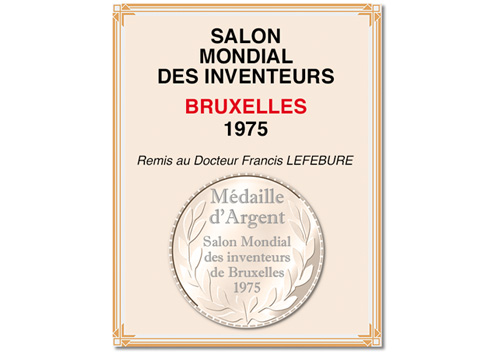 SALON
MONDIAL
DES INVENTEURS
BRUXELLES
1975
Remis au Docteur Francis LEFEBURE
Médaille
d'Argent
Salon Mondial
des inventeurs
de Bruxelles
1975